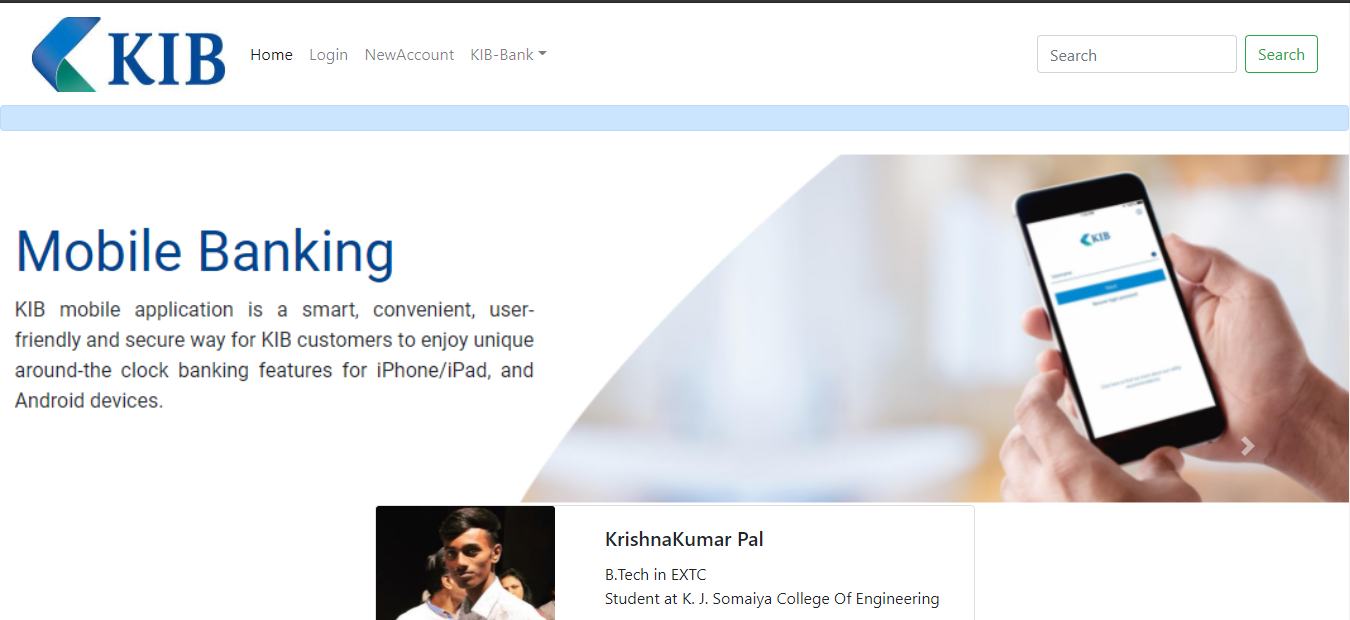 KIB
Home Login NewAccount KIB-Bank
Search Search
Mobile Banking
KIB mobile application is a smart, convenient, user-
friendly and secure way for KIB customers to enjoy unique
around-the clock banking features for iPhone/iPad, and
Android devices.
KIB
KrishnaKumar Pal
B.Tech in EXTC
Student at K. J. Somaiya College Of Engineering